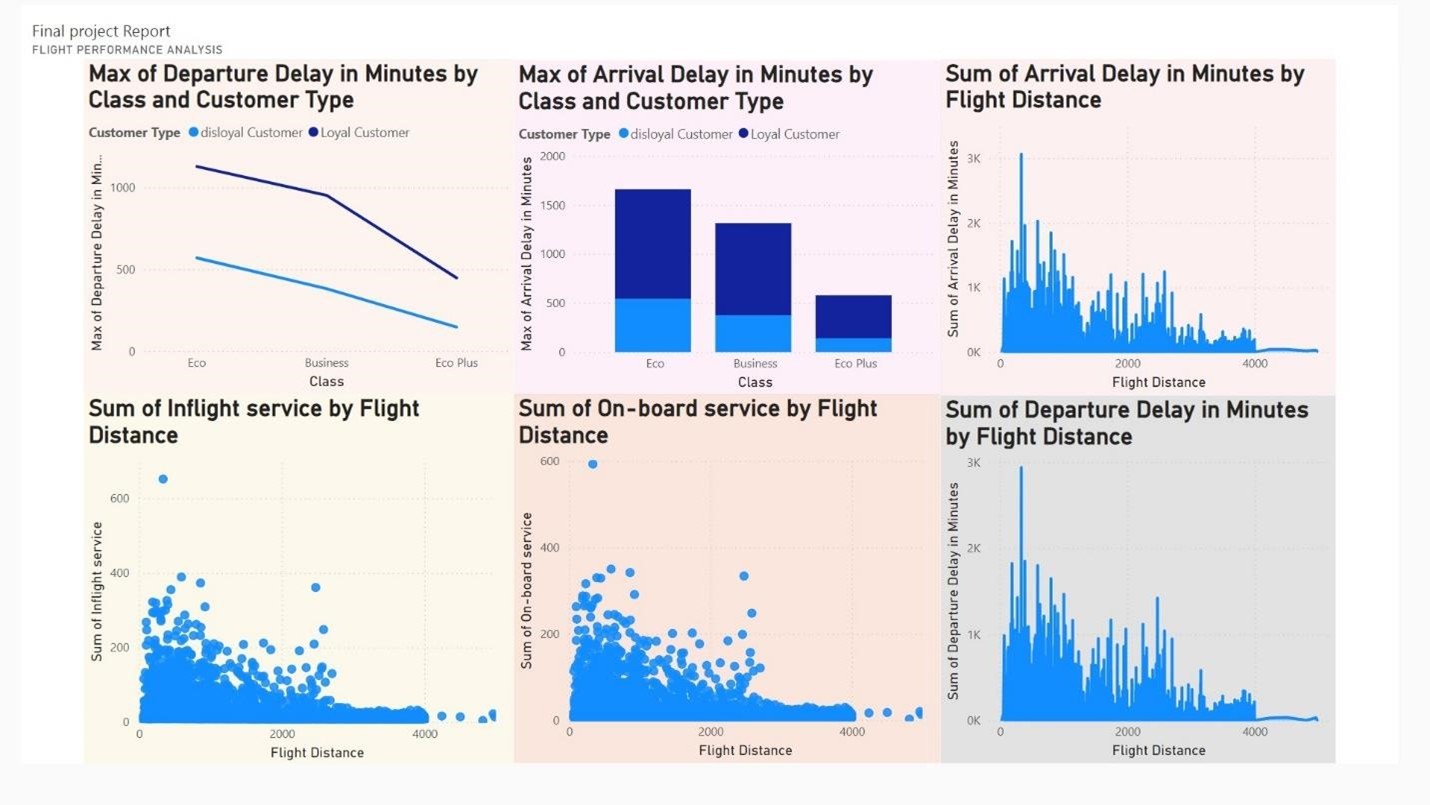 Final project Report
FLIGHT PERFORMANCE ANALYSIS
Max of Departure Delay in Minutes by
Class and Customer Type
Customer Type disloyal Customer Loyal Customer
Max of Departure Delay in Min...
1000
500
0
Eco Business Eco Plus
Class
Max of Arrival Delay in Minutes by
Class and Customer Type
Customer Type disloyal Customer Loyal Customer
Max of Arrival Delay in Minutes
2000
1500
1000
500
0
Eco Business Eco Plus
Class
Sum of Arrival Delay in Minutes by
Flight Distance
Sum of Arrival Delay in Minutes
3K
2K
1K
0K
0 2000 4000
Flight Distance
Sum of Inflight service by Flight
Distance
Sum of Inflight service
600
400
200
0
0 2000 4000
Flight Distance
Sum of On-board service by Flight
Distance
Sum of On-board service
600
400
200
0
0 2000 4000
Flight Distance
Sum of Departure Delay in Minutes
by Flight Distance
Sum of Departure Delay in Minutes
3K
2K
1K
0K
0 2000 4000
Flight Distance